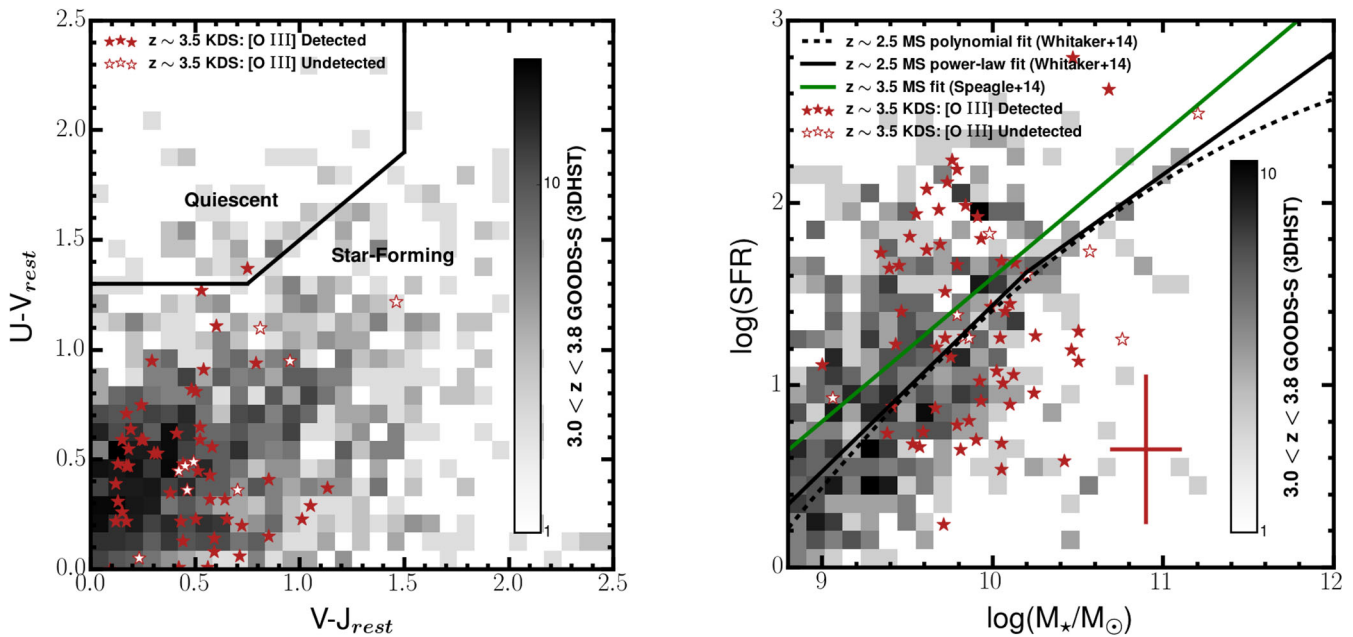 z ∼ 3.5 KDS: [O III] Detected
z ∼ 3.5 KDS: [O III] Undetected
Quiescent
Star-Forming
U-V_rest
2.5
2.0
1.5
1.0
0.5
0.0
0.0 0.5 1.0 1.5 2.0 2.5
V-J_rest
10
1
3.0 < z < 3.8 GOODS-S (3DHST)
z ∼ 2.5 MS polynomial fit (Whitaker+14)
z ∼ 2.5 MS power-law fit (Whitaker+14)
z ∼ 3.5 MS fit (Speagle+14)
z ∼ 3.5 KDS: [O III] Detected
z ∼ 3.5 KDS: [O III] Undetected
log(SFR)
3
2
1
0
9 10 11 12
log(M⋆/M⊙)
10
1
3.0 < z < 3.8 GOODS-S (3DHST)